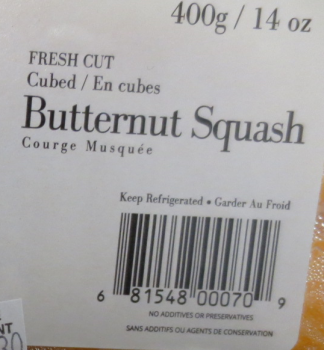 400g / 14 oz
FRESH CUT
Cubed / En cubes
Butternut Squash
Courge Musquée
Keep Refrigerated • Garder Au Froid
6 81548 00070 9
NO ADDITIVES OR PRESERVATIVES
SANS ADDITIFS OU AGENTS DE CONSERVATION
NT